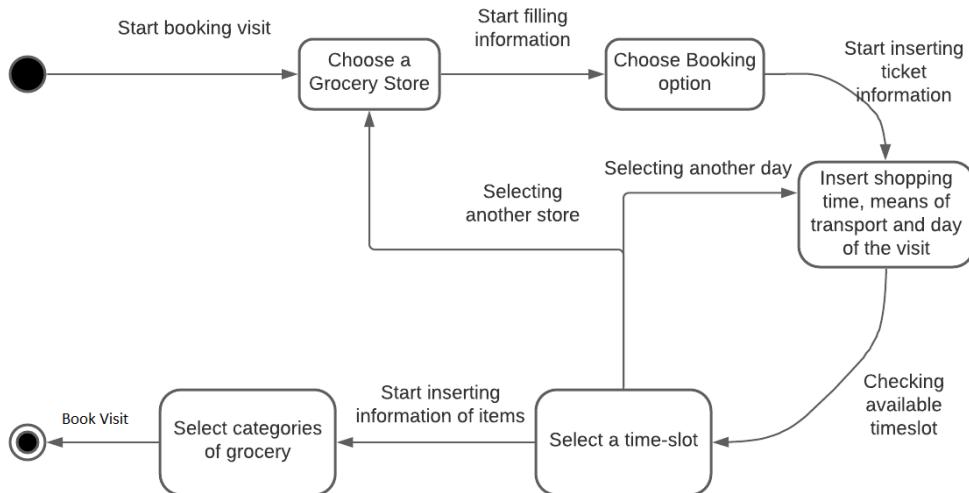 Start booking visit
Choose a
Grocery Store
Start filling
information
Choose Booking
option
Start inserting
ticket
information
Insert shopping
time, means of
transport and day
of the visit
Selecting another day
Selecting
another store
Checking
available
timeslot
Select a time-slot
Start inserting
information of items
Select categories
of grocery
Book Visit